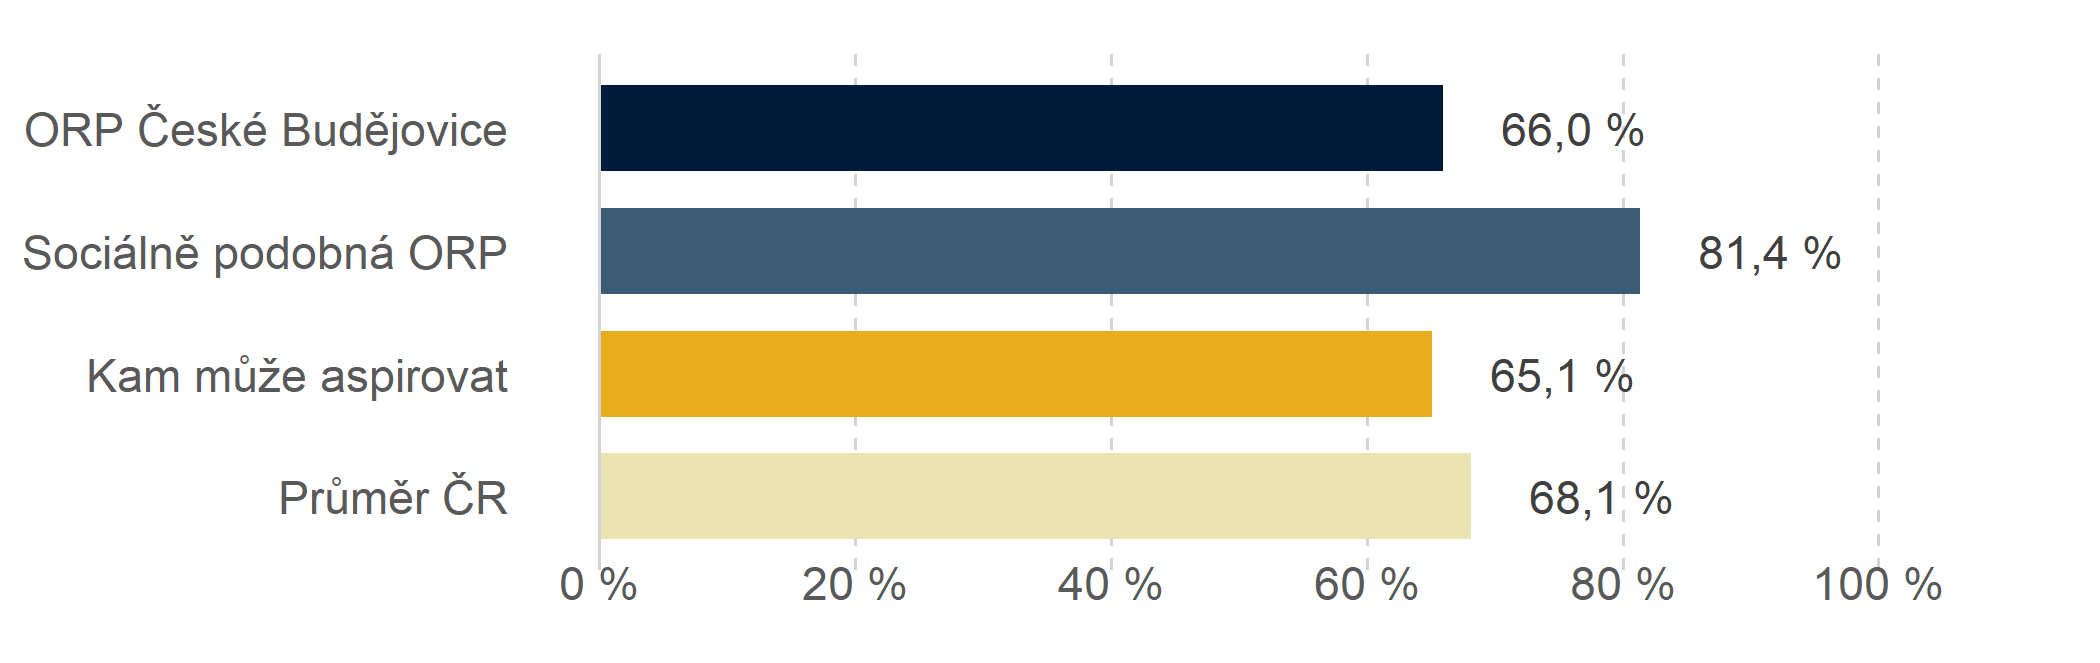 ORP České Budějovice
66,0 %
Sociálně podobná ORP
81,4 %
Kam může aspirovat
65,1 %
Průměr ČR
68,1 %
0 % 20 % 40 % 60 % 80 % 100 %